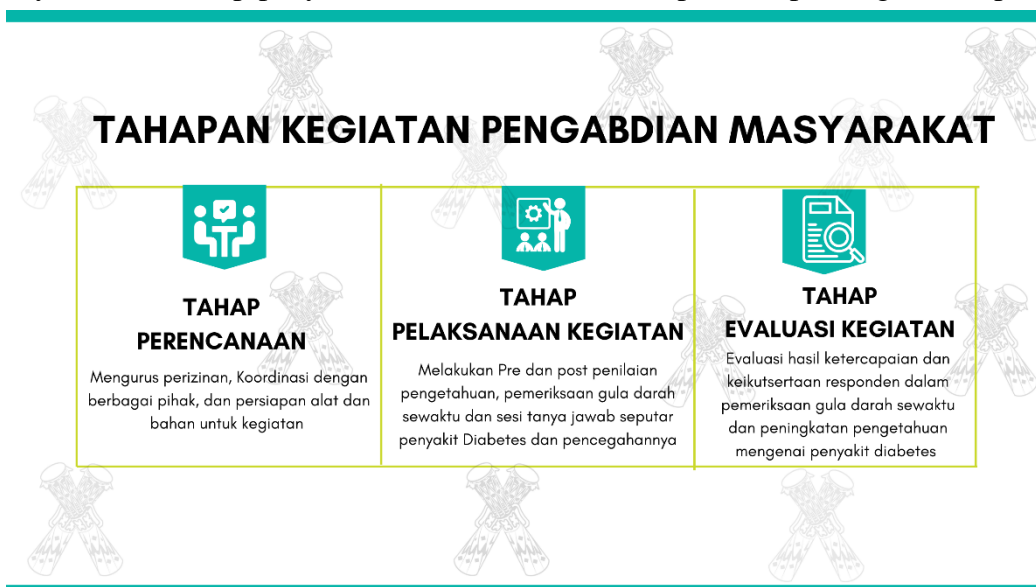 TAHAPAN KEGIATAN PENGABDIAN MASYARAKAT
TAHAP
PERENCANAAN
Mengurus perizinan, Koordinasi dengan
berbagai pihak, dan persiapan alat dan
bahan untuk kegiatan
TAHAP
PELAKSANAAN KEGIATAN
Melakukan Pre dan post penilaian
pengetahuan, pemeriksaan gula darah
sewaktu dan sesi tanya jawab seputar
penyakit Diabetes dan pencegahannya
TAHAP
EVALUASI KEGIATAN
Evaluasi hasil ketercapaian dan
keikutsertaan responden dalam
pemeriksaan gula darah sewaktu
dan peningkatan pengetahuan
mengenai penyakit diabetes